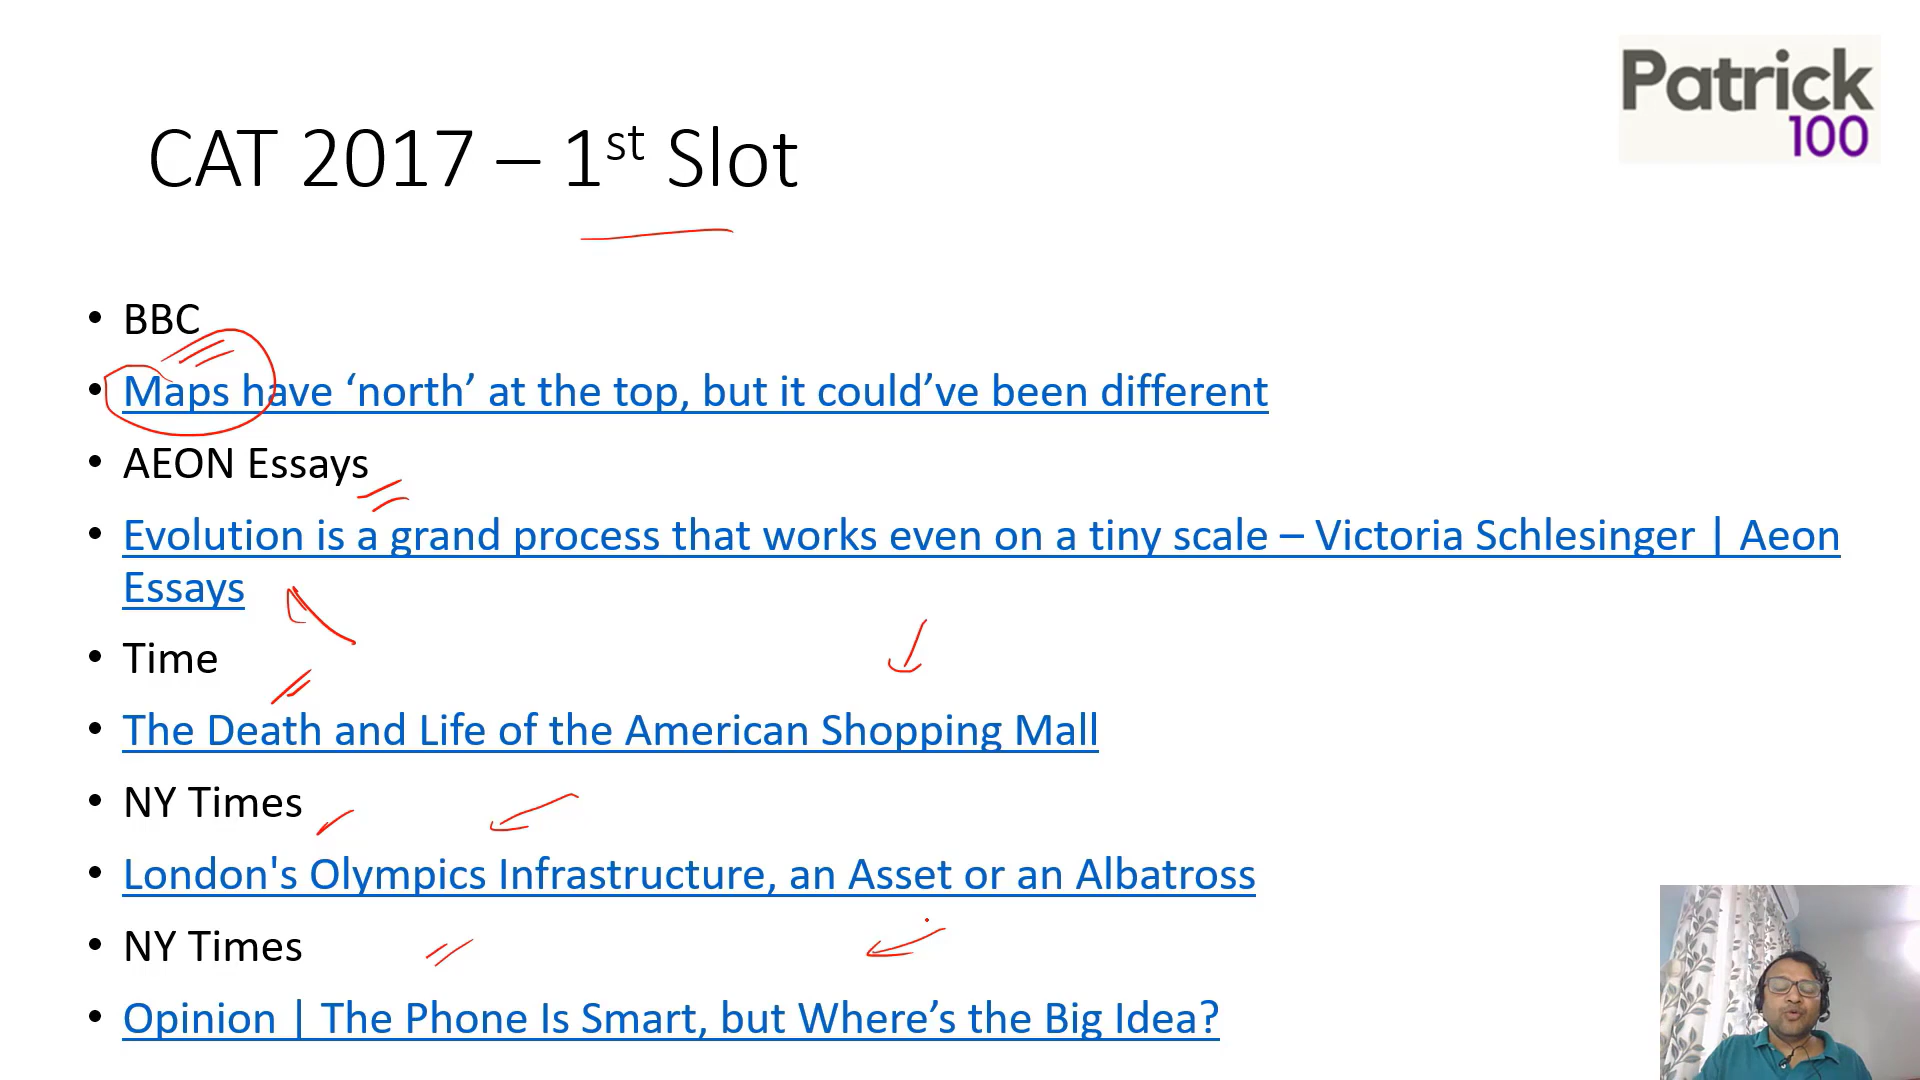 Patrick
100
CAT 2017 – 1st Slot
• BBC
• Maps have ‘north’ at the top, but it could’ve been different
• AEON Essays
• Evolution is a grand process that works even on a tiny scale – Victoria Schlesinger | Aeon
Essays
• Time
• The Death and Life of the American Shopping Mall
• NY Times
• London's Olympics Infrastructure, an Asset or an Albatross
• NY Times
• Opinion | The Phone Is Smart, but Where’s the Big Idea?